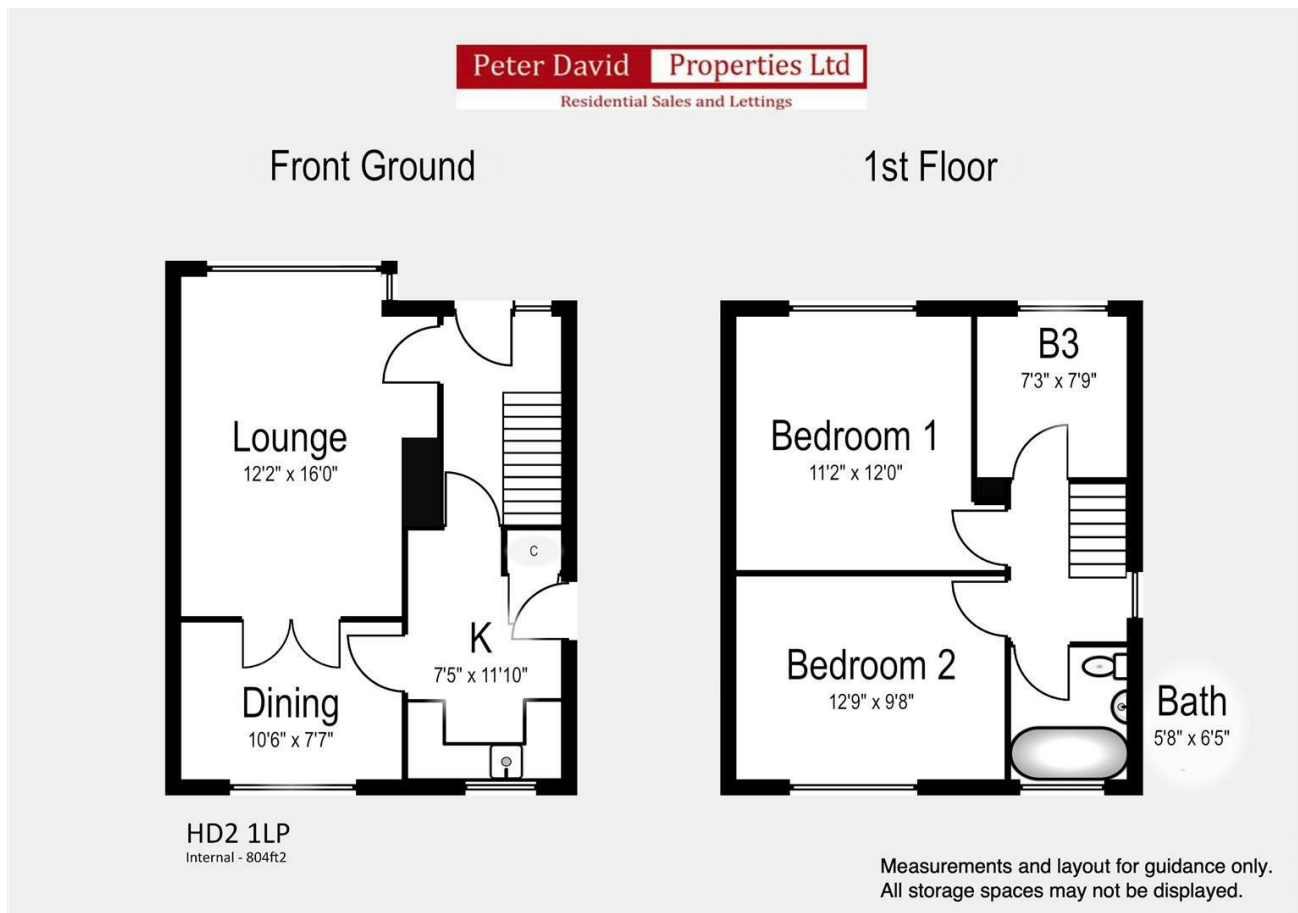 Peter David Properties Ltd
Residential Sales and Lettings
Front Ground
1st Floor
Lounge
12'2" x 16'0"
C
K
7'5" x 11'10"
Dining
10'6" x 7'7"
B3
7'3" x 7'9"
Bedroom 1
11'2" x 12'0"
Bedroom 2
12'9" x 9'8"
Bath
5'8" x 6'5"
HD2 1LP
Internal - 804ft2
Measurements and layout for guidance only.
All storage spaces may not be displayed.